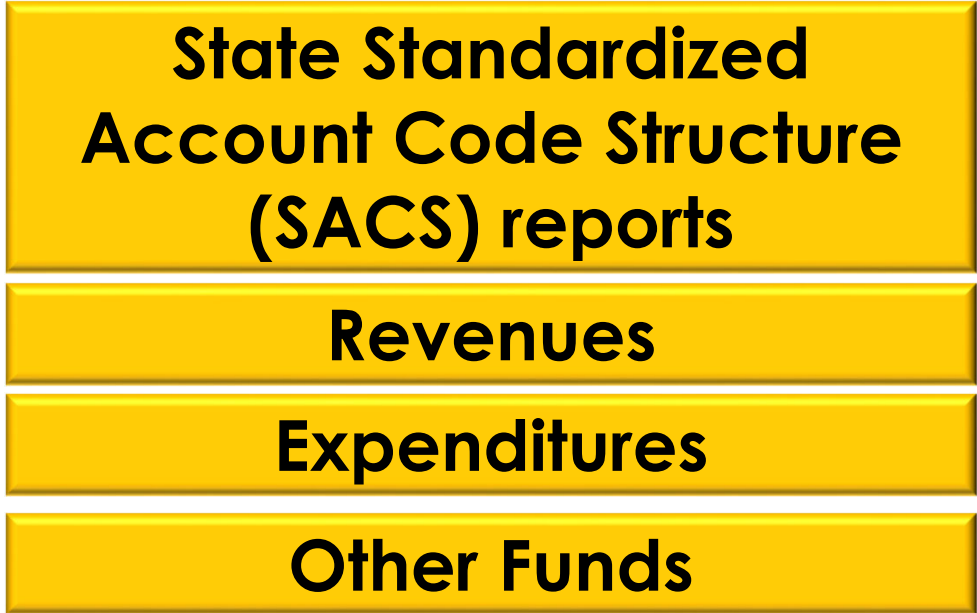 State Standardized
Account Code Structure
(SACS) reports
Revenues
Expenditures
Other Funds